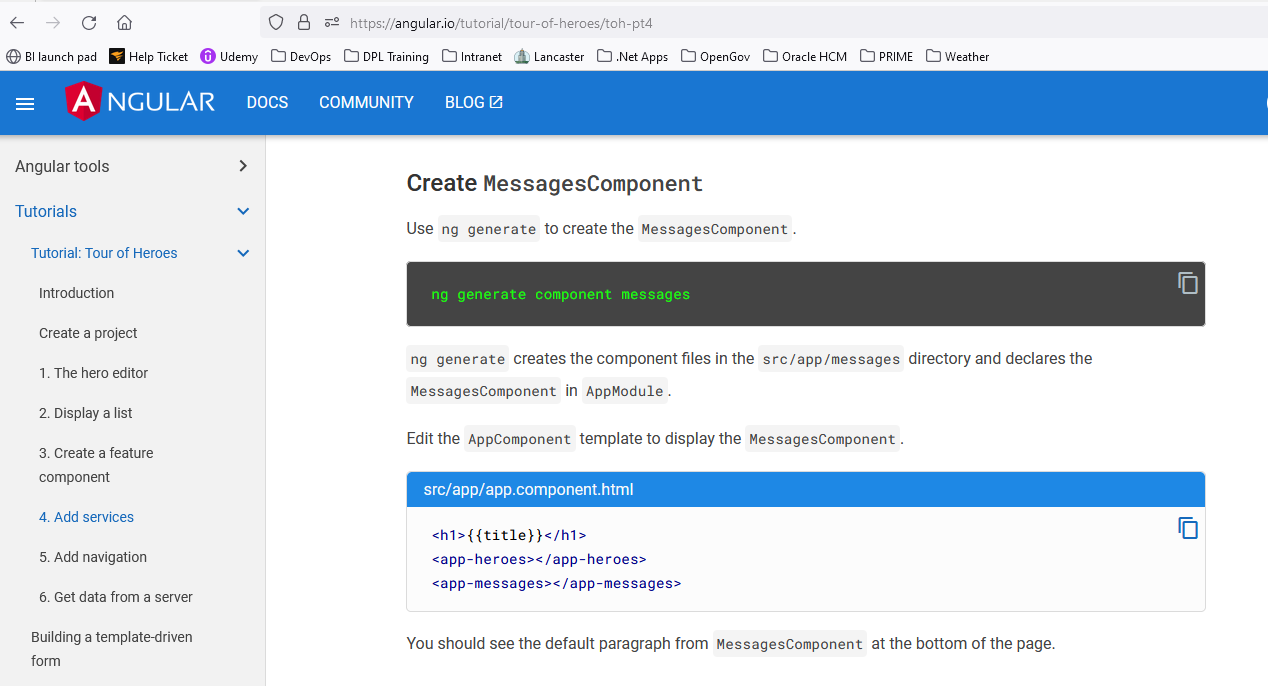 https://angular.io/tutorial/tour-of-heroes/toh-pt4
BI launch pad Help Ticket Udemy DevOps DPL Training Intranet Lancaster .Net Apps OpenGov Oracle HCM PRIME Weather
ANGULAR DOCS COMMUNITY BLOG
Angular tools
Tutorials
Tutorial: Tour of Heroes
Introduction
Create a project
1. The hero editor
2. Display a list
3. Create a feature
component
4. Add services
5. Add navigation
6. Get data from a server
Building a template-driven
form
Create MessagesComponent
Use ng generate to create the MessagesComponent.
ng generate component messages
ng generate creates the component files in the src/app/messages directory and declares the
MessagesComponent in AppModule.
Edit the AppComponent template to display the MessagesComponent.
src/app/app.component.html
<h1>{{title}}</h1>
<app-heroes></app-heroes>
<app-messages></app-messages>
You should see the default paragraph from MessagesComponent at the bottom of the page.